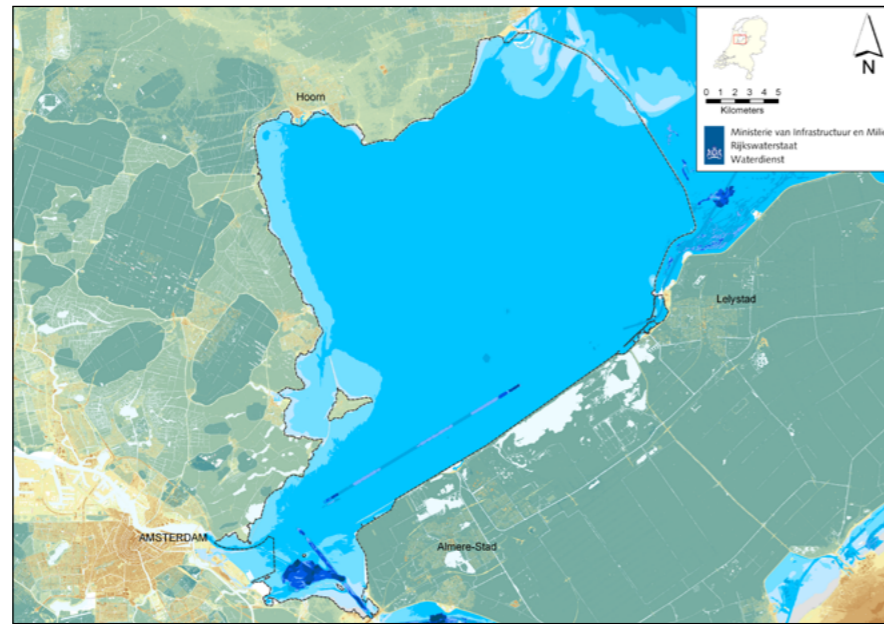 Hoorn
N
0 1 2 3 4 5
Kilometers
Ministerie van Infrastructuur en Mili
Rijkswaterstaat
Waterdienst
Lelystad
AMSTERDAM
Almere-Stad